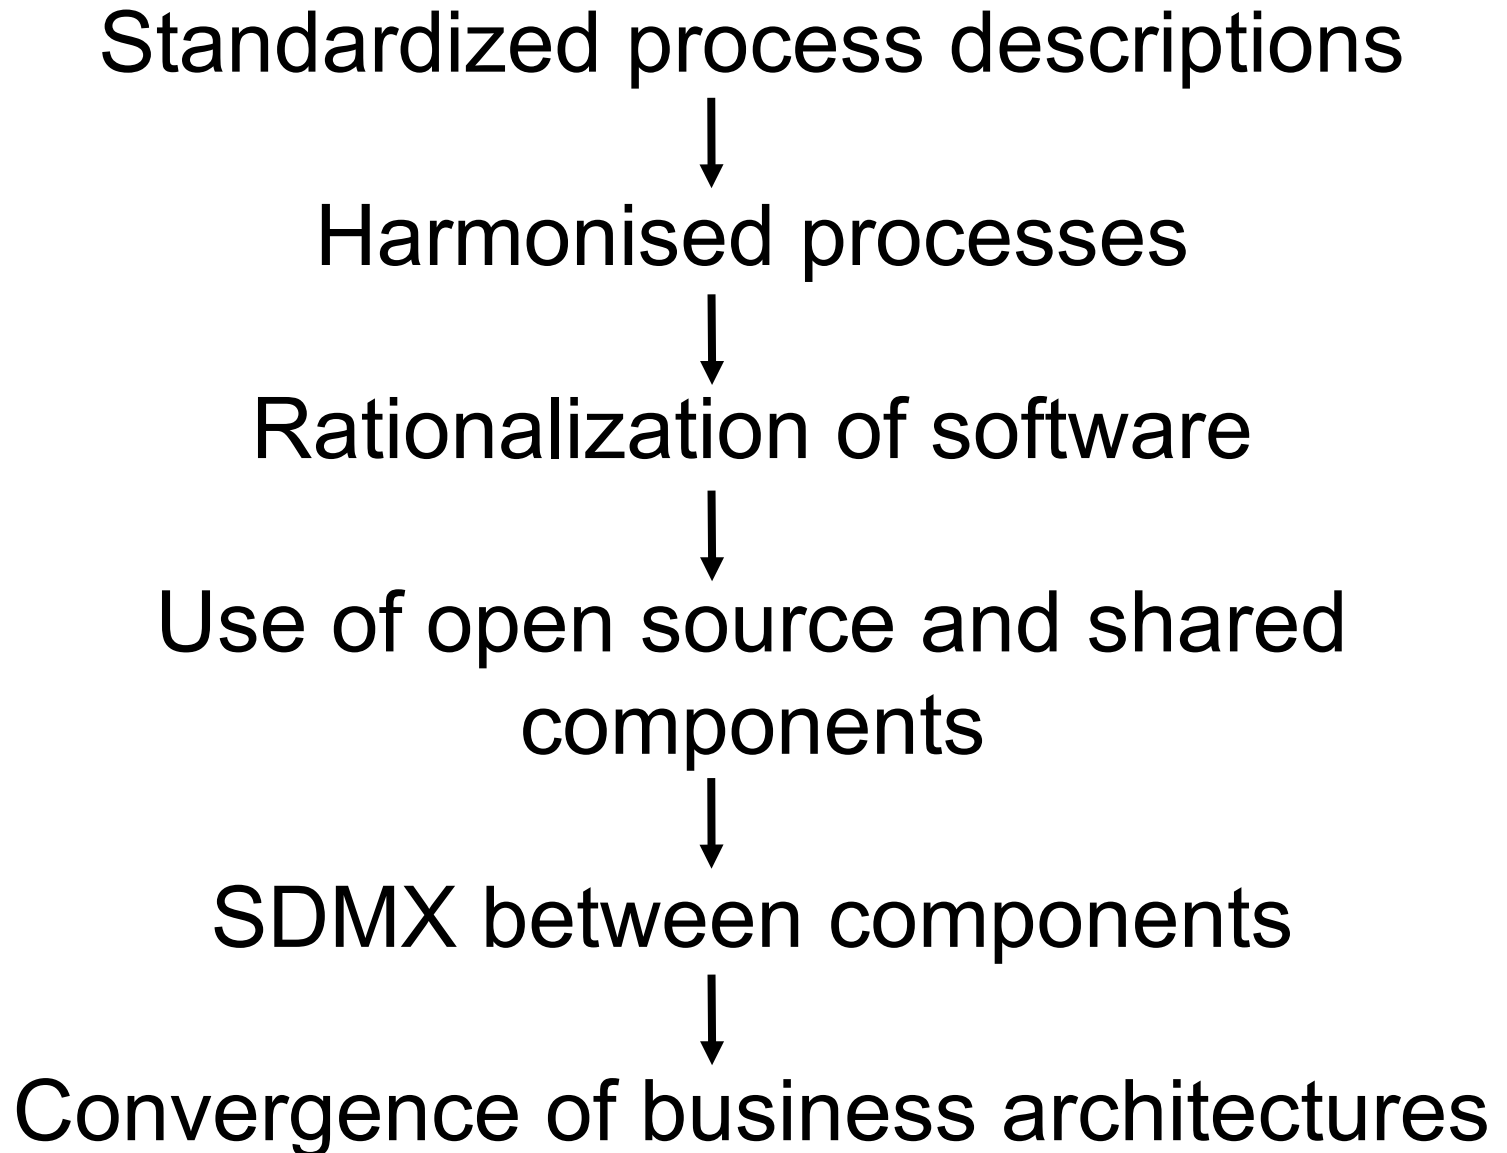 Standardized process descriptions
Harmonised processes
Rationalization of software
Use of open source and shared
components
SDMX between components
Convergence of business architectures